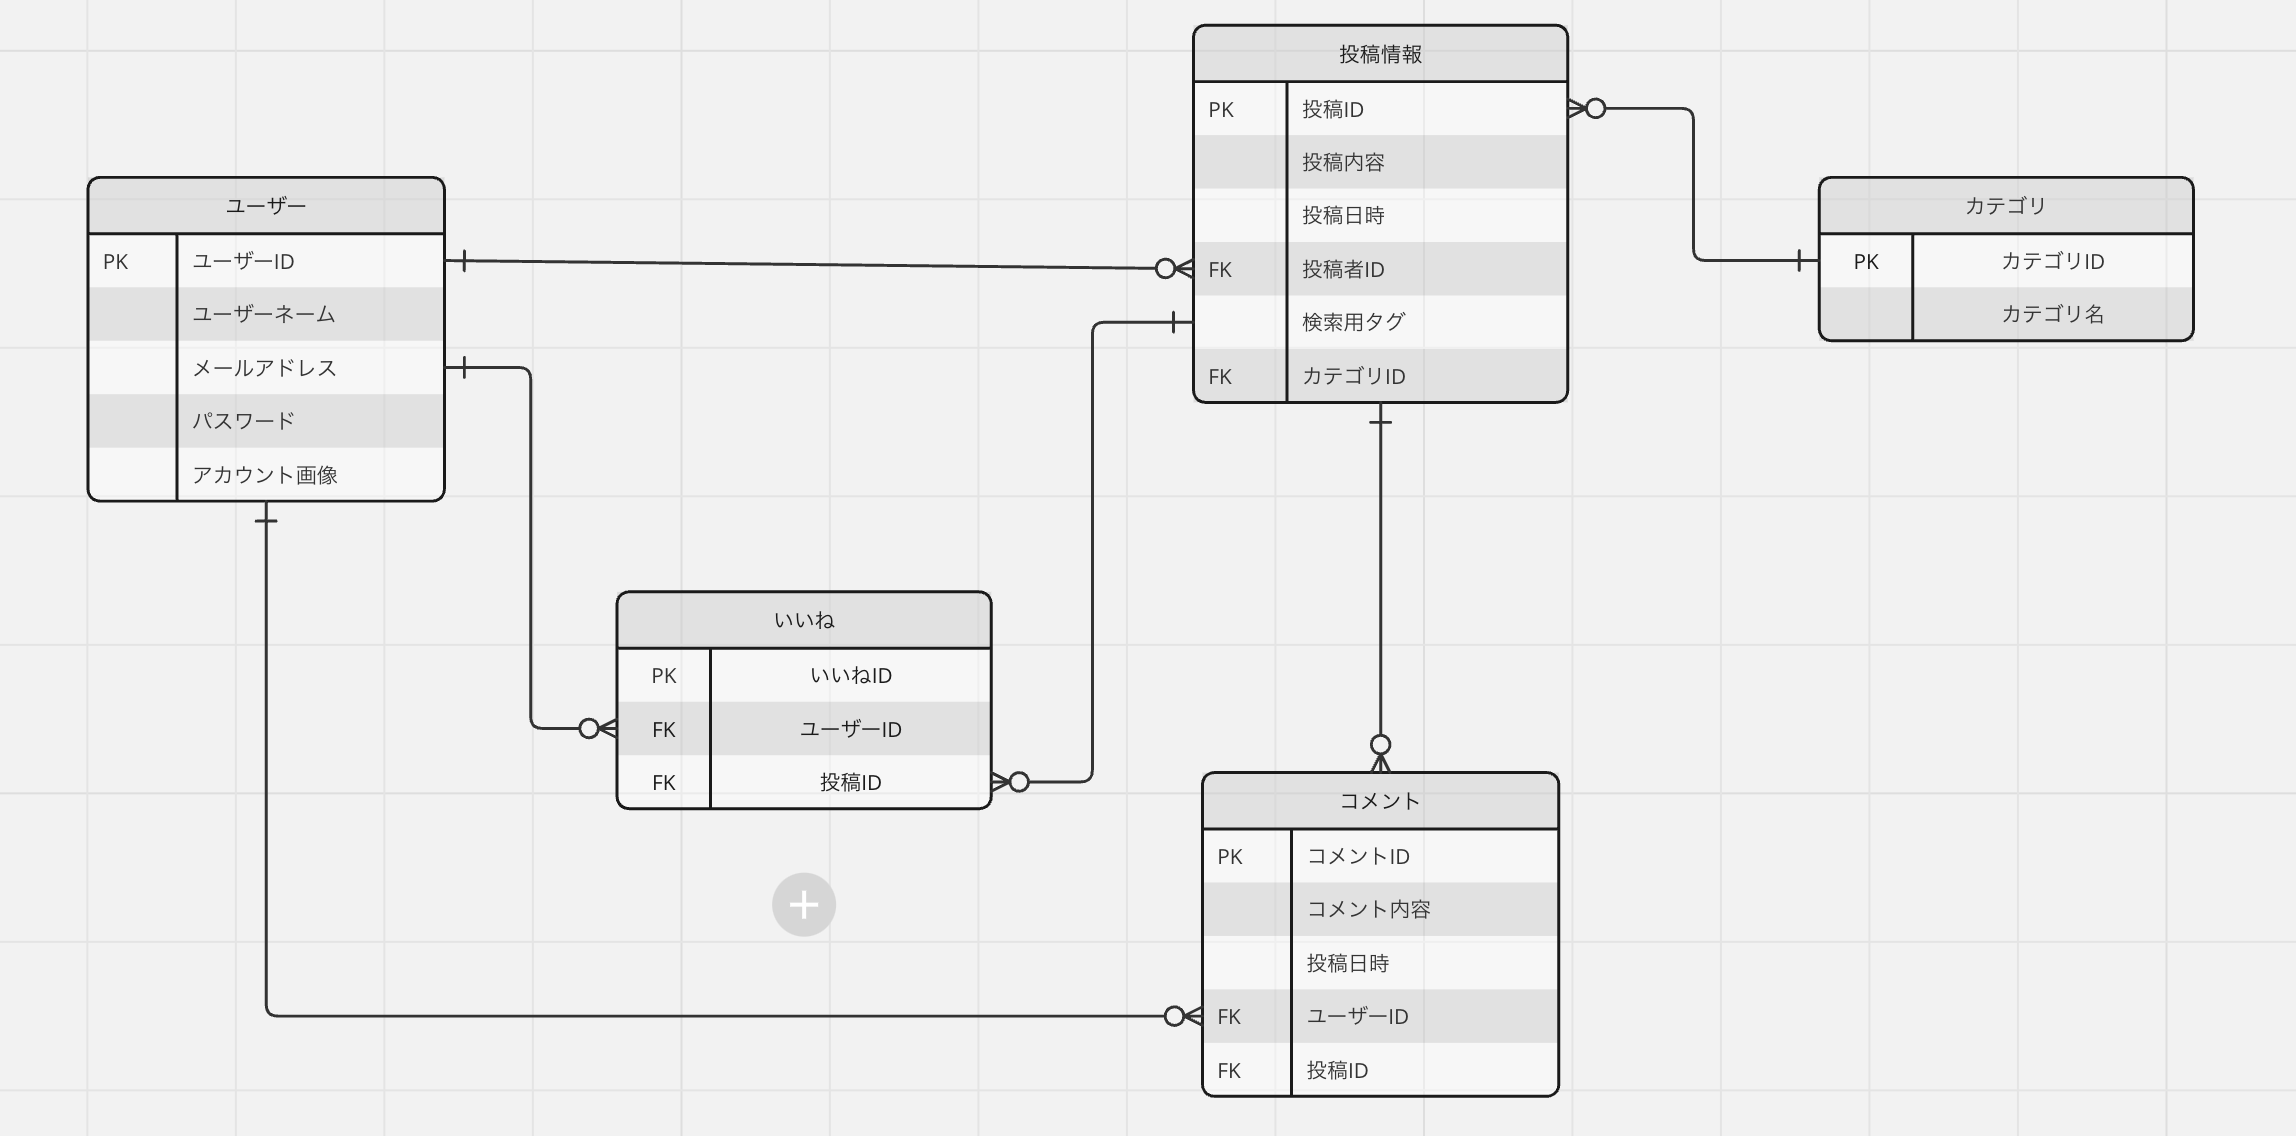 投稿情報
PK 投稿ID
投稿内容
投稿日時
FK 投稿者ID
検索用タグ
FK カテゴリID
ユーザー
PK ユーザーID
ユーザーネーム
メールアドレス
パスワード
アカウント画像
カテゴリ
PK カテゴリID
カテゴリ名
いいね
PK いいねID
FK ユーザーID
FK 投稿ID
コメント
PK コメントID
コメント内容
投稿日時
FK ユーザーID
FK 投稿ID